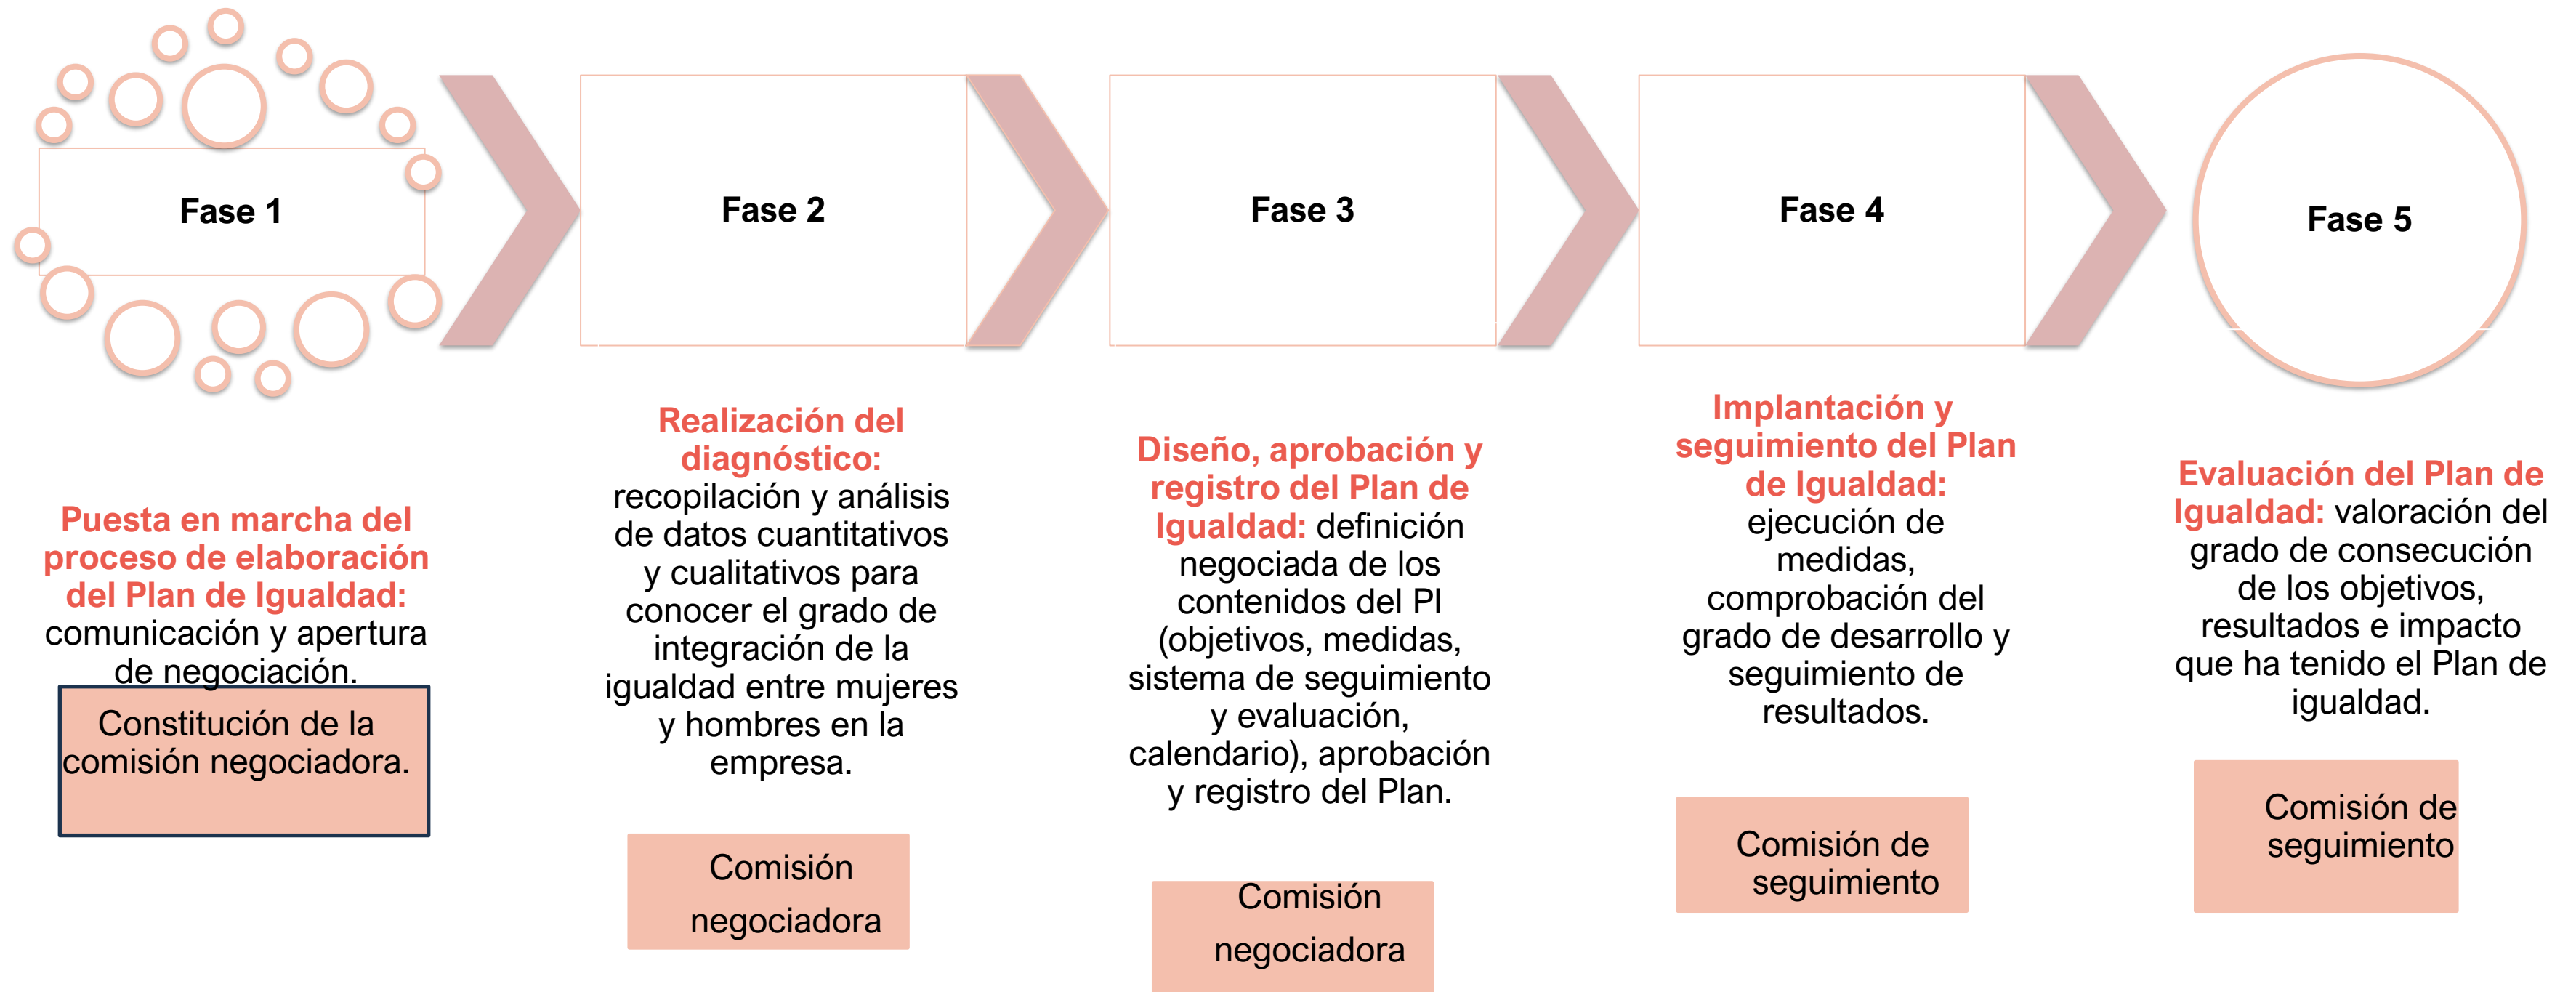 Fase 1
Puesta en marcha del
proceso de elaboración
del Plan de Igualdad:
comunicación y apertura
de negociación.
Constitución de la
comisión negociadora.
Fase 2
Realización del
diagnóstico:
recopilación y análisis
de datos cuantitativos
y cualitativos para
conocer el grado de
integración de la
igualdad entre mujeres
y hombres en la
empresa.
Comisión
negociadora
Fase 3
Diseño, aprobación y
registro del Plan de
Igualdad: definición
negociada de los
contenidos del PI
(objetivos, medidas,
sistema de seguimiento
y evaluación,
calendario), aprobación
y registro del Plan.
Comisión
negociadora
Fase 4
Implantación y
seguimiento del Plan
de Igualdad:
ejecución de
medidas,
comprobación del
grado de desarrollo y
seguimiento de
resultados.
Comisión de
seguimiento
Fase 5
Evaluación del Plan de
Igualdad: valoración del
grado de consecución
de los objetivos,
resultados e impacto
que ha tenido el Plan de
igualdad.
Comisión de
seguimiento